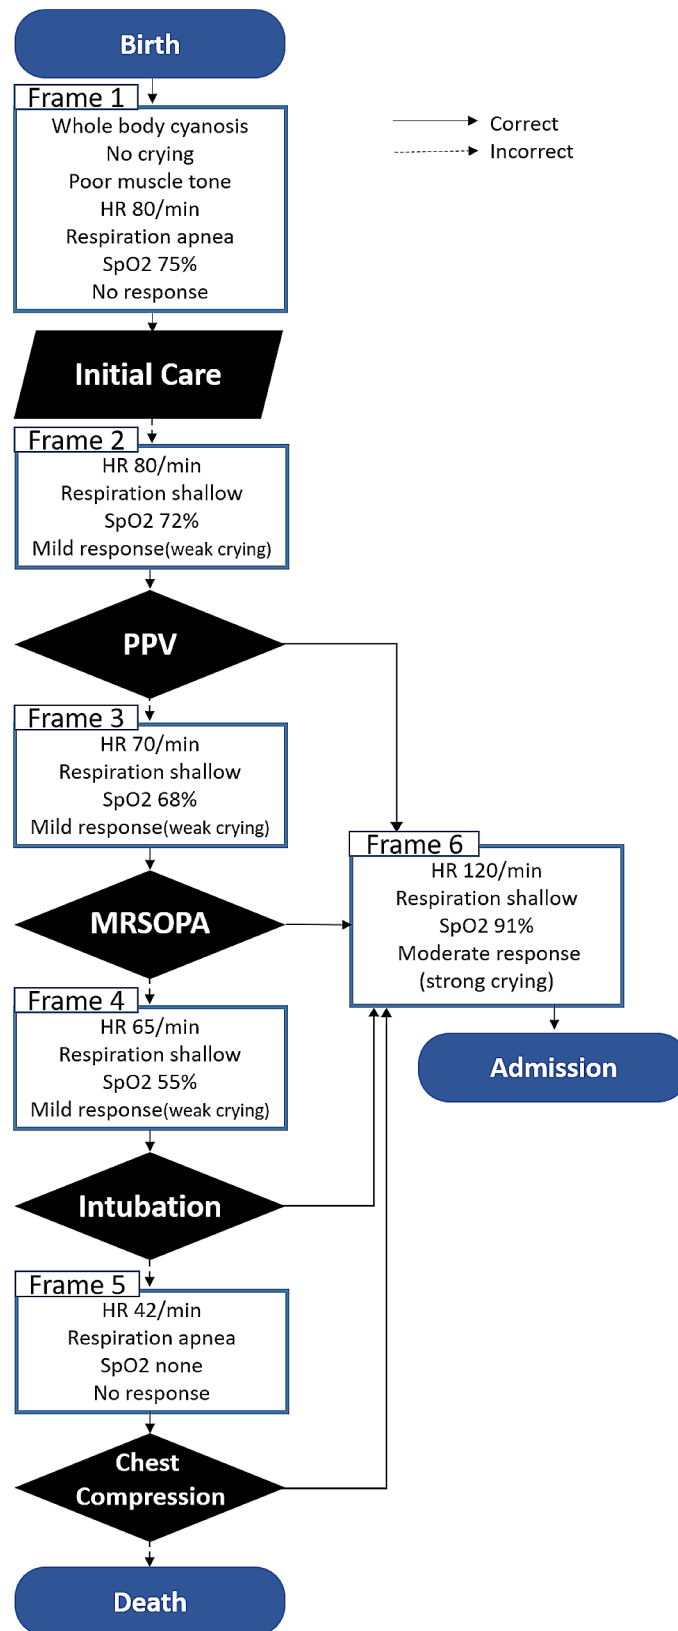 Birth
Frame 1
Whole body cyanosis
No crying
Poor muscle tone
HR 80/min
Respiration apnea
SpO2 75%
No response
Correct
Incorrect
Initial Care
Frame 2
HR 80/min
Respiration shallow
SpO2 72%
Mild response(weak crying)
PPV
Frame 3
HR 70/min
Respiration shallow
SpO2 68%
Mild response(weak crying)
MRSOPA
Frame 6
HR 120/min
Respiration shallow
SpO2 91%
Moderate response
(strong crying)
Admission
Frame 4
HR 65/min
Respiration shallow
SpO2 55%
Mild response(weak crying)
Intubation
Frame 5
HR 42/min
Respiration apnea
SpO2 none
No response
Chest
Compression
Death